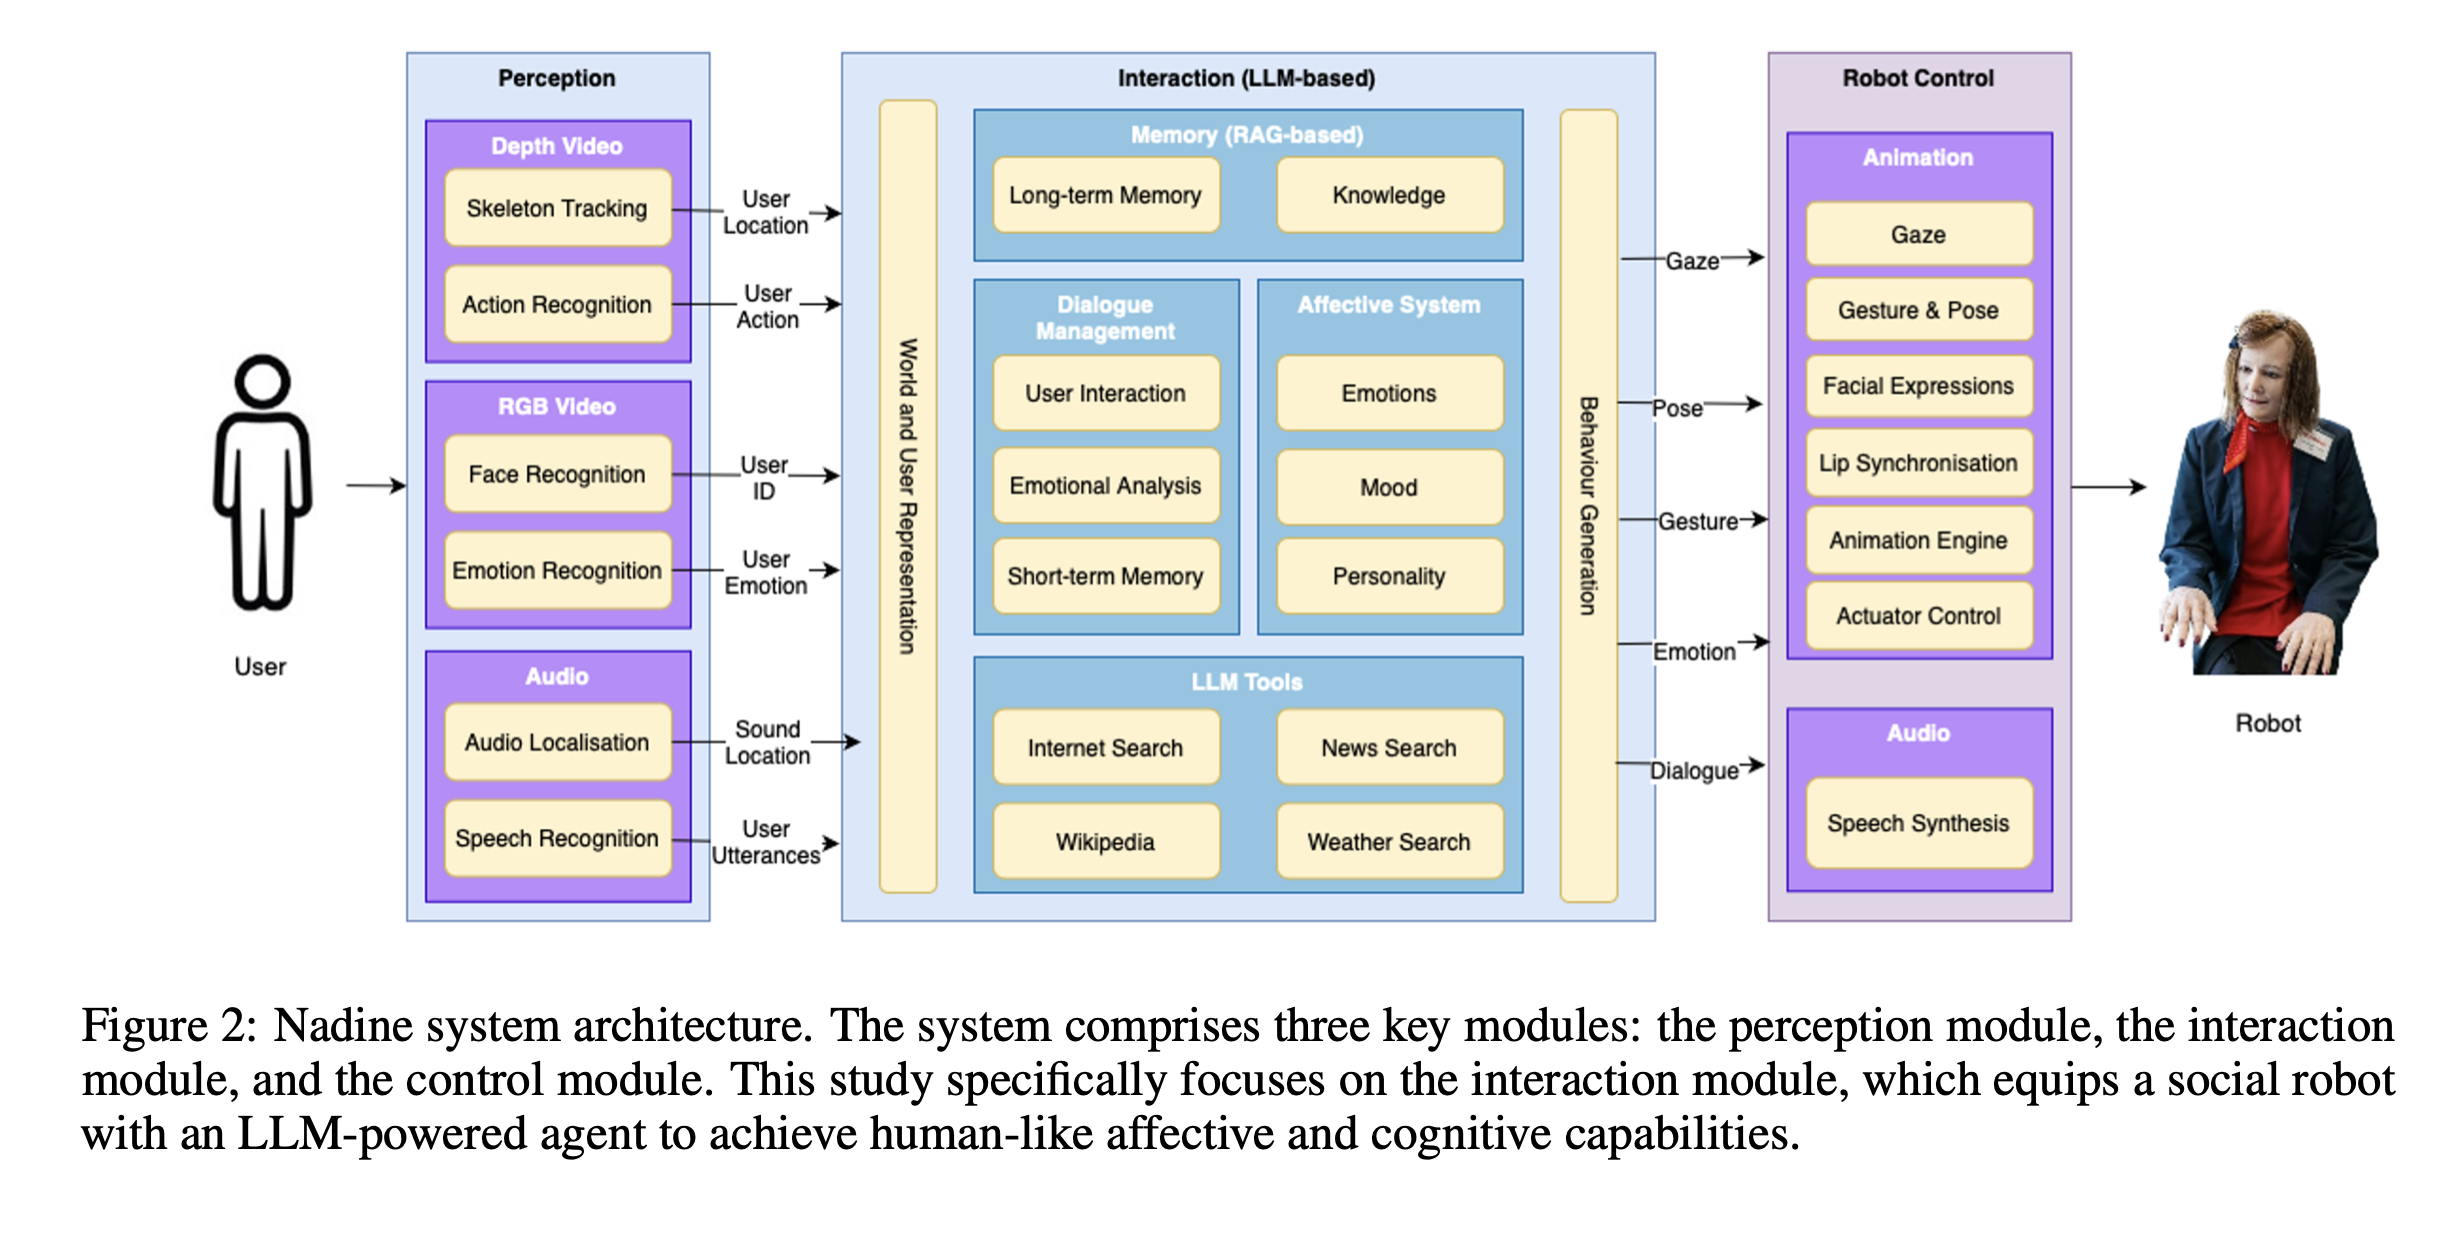 Perception
Depth Video
Skeleton Tracking
Action Recognition
RGB Video
Face Recognition
Emotion Recognition
Audio
Audio Localisation
Speech Recognition
User
User
Location
User
Action
User
ID
User
Emotion
Sound
Location
User
Utterances
Interaction (LLM-based)
World and User Representation
Memory (RAG-based)
Long-term Memory
Knowledge
Dialogue
Management
User Interaction
Emotional Analysis
Short-term Memory
Affective System
Emotions
Mood
Personality
LLM Tools
Internet Search
News Search
Wikipedia
Weather Search
Behaviour Generation
Gaze
Pose
Gesture
Emotion
Dialogue
Robot Control
Animation
Gaze
Gesture & Pose
Facial Expressions
Lip Synchronisation
Animation Engine
Actuator Control
Audio
Speech Synthesis
Robot
Figure 2: Nadine system architecture. The system comprises three key modules: the perception module, the interaction
module, and the control module. This study specifically focuses on the interaction module, which equips a social robot
with an LLM-powered agent to achieve human-like affective and cognitive capabilities.